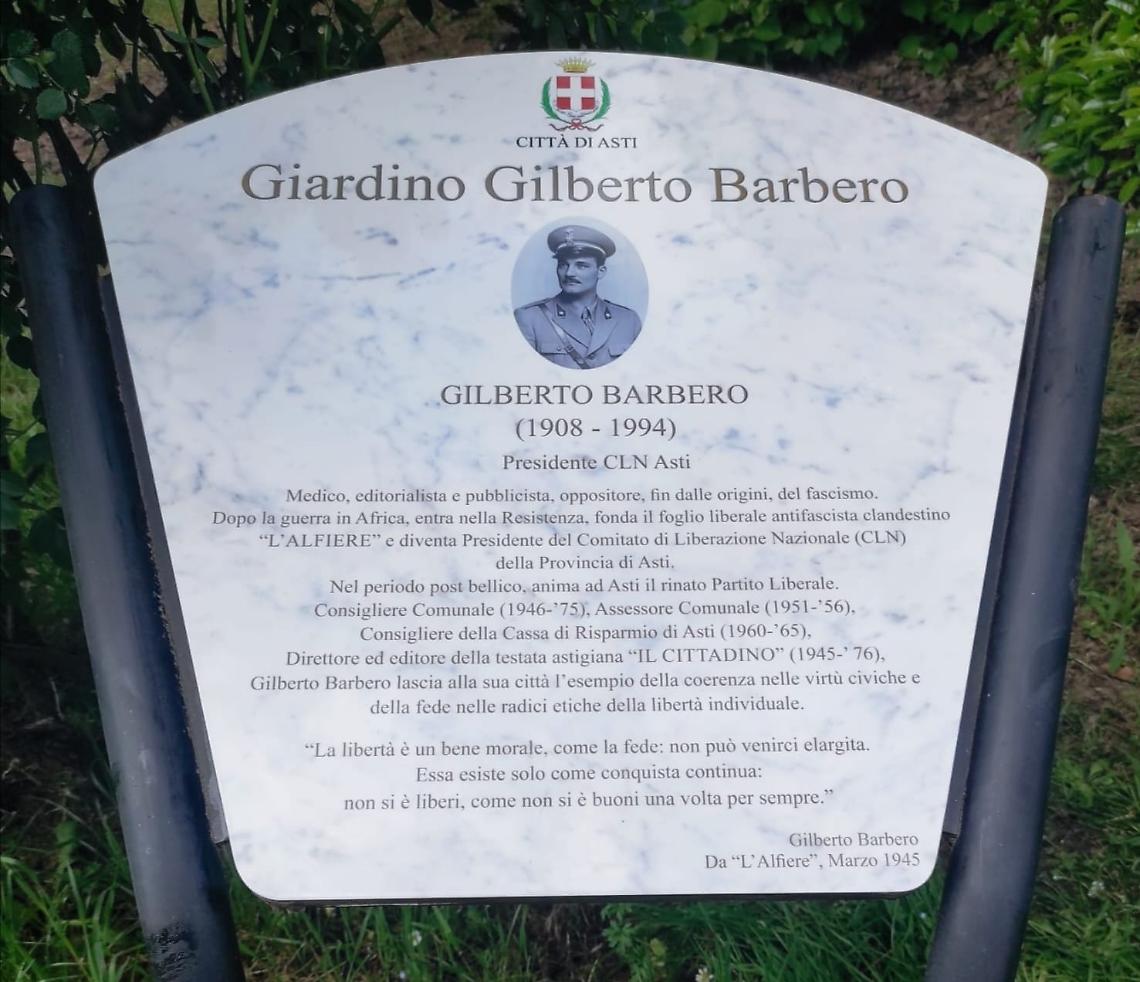 CITTÀ DI ASTI
Giardino Gilberto Barbero
GILBERTO BARBERO
(1908 - 1994)
Presidente CLN Asti
Medico, editorialista e pubblicista, oppositore, fin dalle origini, del fascismo.
Dopo la guerra in Africa, entra nella Resistenza, fonda il foglio liberale antifascista clandestino
“L’ALFIERE” e diventa Presidente del Comitato di Liberazione Nazionale (CLN)
della Provincia di Asti.
Nel periodo post bellico, anima ad Asti il rinato Partito Liberale.
Consigliere Comunale (1946-’75), Assessore Comunale (1951-’56),
Consigliere della Cassa di Risparmio di Asti (1960-’65),
Direttore ed editore della testata astigiana “IL CITTADINO” (1945-’ 76),
Gilberto Barbero lascia alla sua città l’esempio della coerenza nelle virtù civiche e
della fede nelle radici etiche della libertà individuale.
“La libertà è un bene morale, come la fede: non può venirci elargita.
Essa esiste solo come conquista continua:
non si è liberi, come non si è buoni una volta per sempre.”
Gilberto Barbero
Da “L’Alfiere”, Marzo 1945